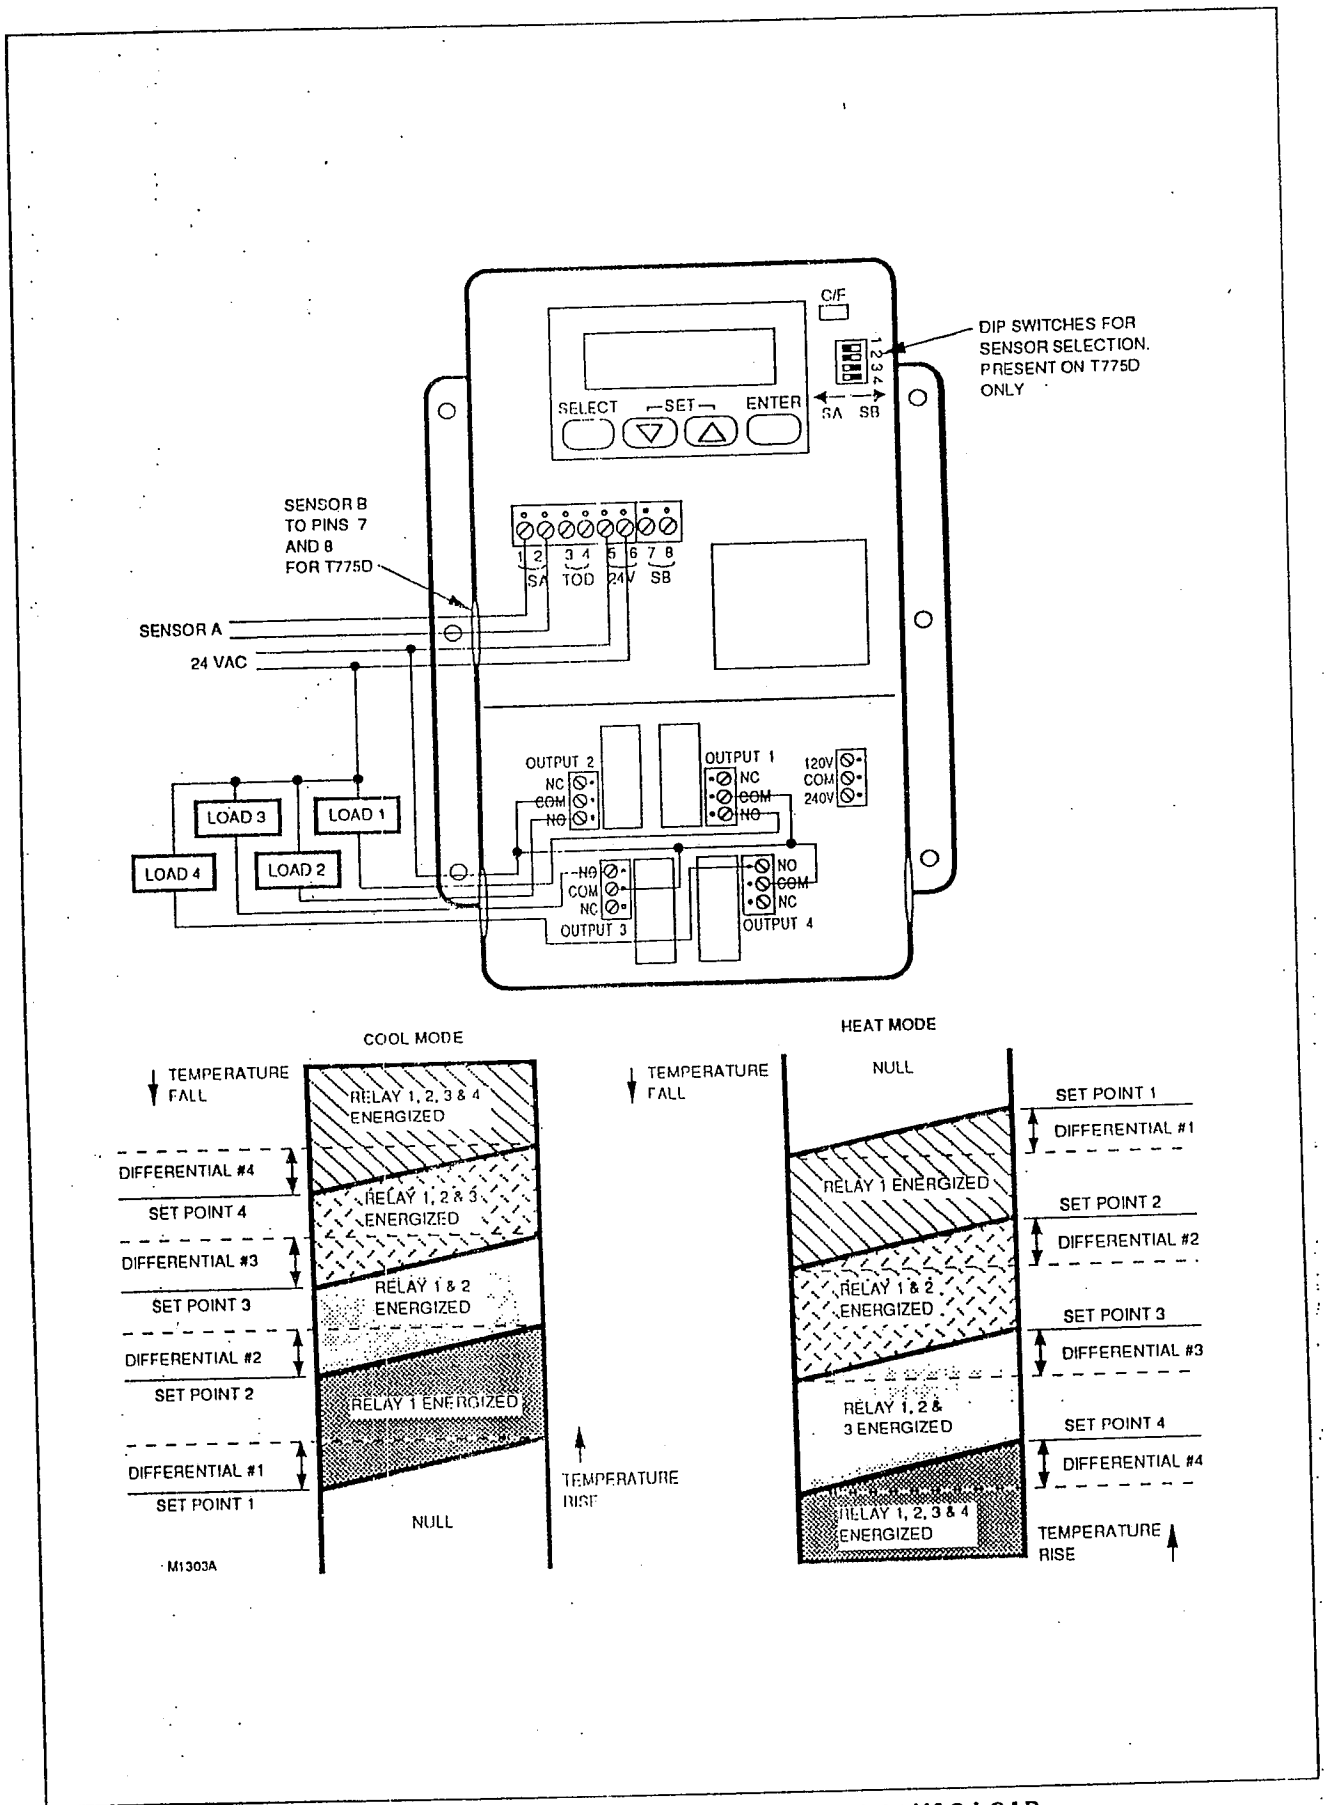 C/F
DIP SWITCHES FOR
SENSOR SELECTION.
PRESENT ON T775D
ONLY
1
2
3
4
SA SB
SELECT
SET
ENTER
SENSOR B
TO PINS 7
AND 8
FOR T775D
1 2 3 4 5 6 7 8
SA TOD 24V SB
SENSOR A
24 VAC
OUTPUT 2
NC
COM
NO
OUTPUT 1
NC
COM
NO
120V
COM
240V
LOAD 3
LOAD 1
LOAD 4
LOAD 2
NO
COM
NC
OUTPUT 3
NO
COM
NC
OUTPUT 4
COOL MODE
TEMPERATURE
FALL
RELAY 1, 2, 3 & 4
ENERGIZED
DIFFERENTIAL #4
SET POINT 4
RELAY 1, 2 & 3
ENERGIZED
DIFFERENTIAL #3
SET POINT 3
RELAY 1 & 2
ENERGIZED
DIFFERENTIAL #2
SET POINT 2
RELAY 1 ENERGIZED
DIFFERENTIAL #1
SET POINT 1
TEMPERATURE
RISE
NULL
M1303A
HEAT MODE
TEMPERATURE
FALL
NULL
SET POINT 1
DIFFERENTIAL #1
RELAY 1 ENERGIZED
SET POINT 2
DIFFERENTIAL #2
RELAY 1 & 2
ENERGIZED
SET POINT 3
DIFFERENTIAL #3
RELAY 1, 2 &
3 ENERGIZED
SET POINT 4
DIFFERENTIAL #4
RELAY 1, 2, 3 & 4
ENERGIZED
TEMPERATURE
RISE